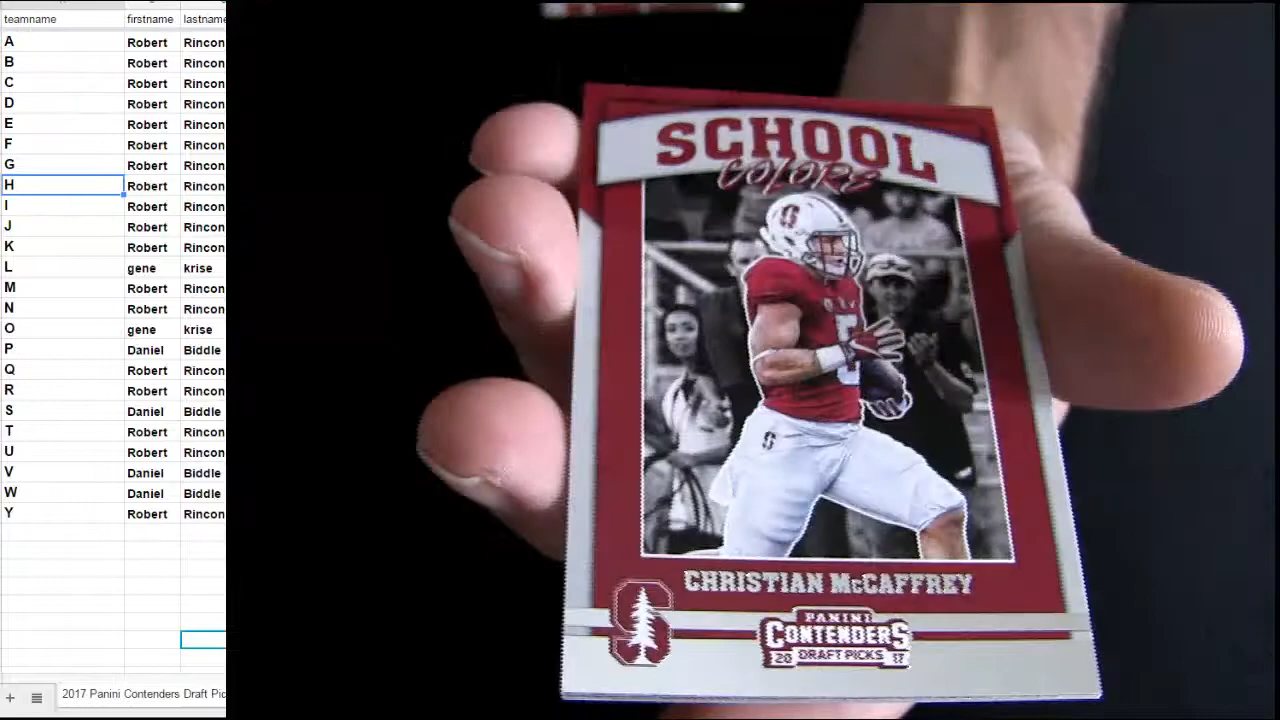 teamname firstname lastname
A Robert Rincon
B Robert Rincon
C Robert Rincon
D Robert Rincon
E Robert Rincon
F Robert Rincon
G Robert Rincon
H Robert Rincon
I Robert Rincon
J Robert Rincon
K Robert Rincon
L gene krise
M Robert Rincon
N Robert Rincon
O gene krise
P Daniel Biddle
Q Robert Rincon
R Robert Rincon
S Daniel Biddle
T Robert Rincon
U Robert Rincon
V Daniel Biddle
W Daniel Biddle
Y Robert Rincon
2017 Panini Contenders Draft Pic
SCHOOL
COLORS
S
5
S
CHRISTIAN McCAFFREY
S
PANINI
CONTENDERS
20 DRAFT PICKS 17